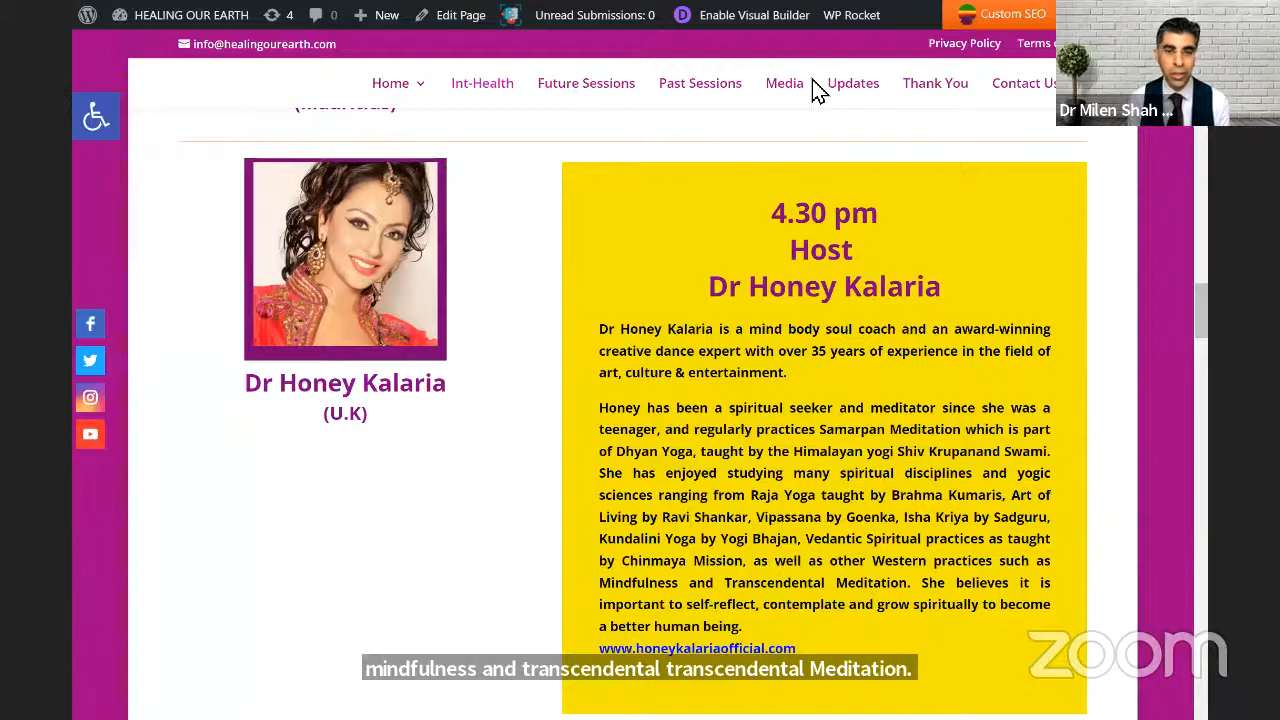 HEALING OUR EARTH 4 0 New Edit Page Unread Submissions: 0 Enable Visual Builder WP Rocket Custom SEO
info@healingourearth.com Privacy Policy Terms
Home Int-Health Future Sessions Past Sessions Media Updates Thank You Contact Us
Dr Milen Shah ...
4.30 pm
Host
Dr Honey Kalaria
Dr Honey Kalaria
(U.K)
Dr Honey Kalaria is a mind body soul coach and an award-winning
creative dance expert with over 35 years of experience in the field of
art, culture & entertainment.
Honey has been a spiritual seeker and meditator since she was a
teenager, and regularly practices Samarpan Meditation which is part
of Dhyan Yoga, taught by the Himalayan yogi Shiv Krupanand Swami.
She has enjoyed studying many spiritual disciplines and yogic
sciences ranging from Raja Yoga taught by Brahma Kumaris, Art of
Living by Ravi Shankar, Vipassana by Goenka, Isha Kriya by Sadguru,
Kundalini Yoga by Yogi Bhajan, Vedantic Spiritual practices as taught
by Chinmaya Mission, as well as other Western practices such as
Mindfulness and Transcendental Meditation. She believes it is
important to self-reflect, contemplate and grow spiritually to become
a better human being.
www.honeykalariaofficial.com
mindfulness and transcendental transcendental Meditation.
zoom